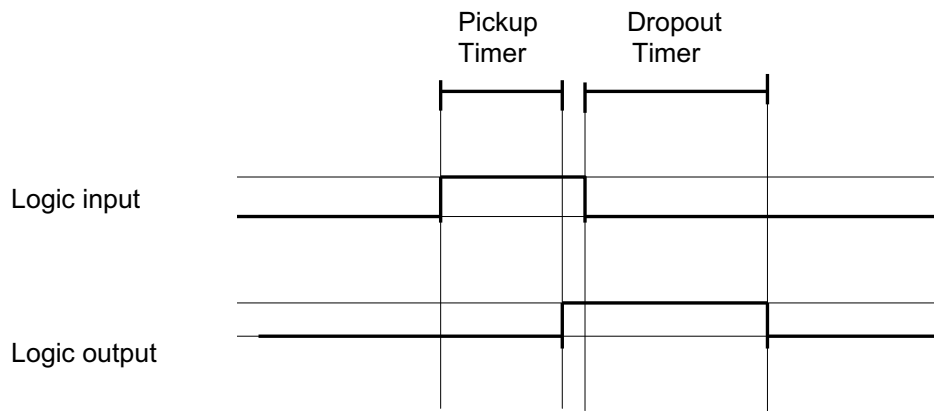 Pickup
Timer
Dropout
Timer
Logic input
Logic output